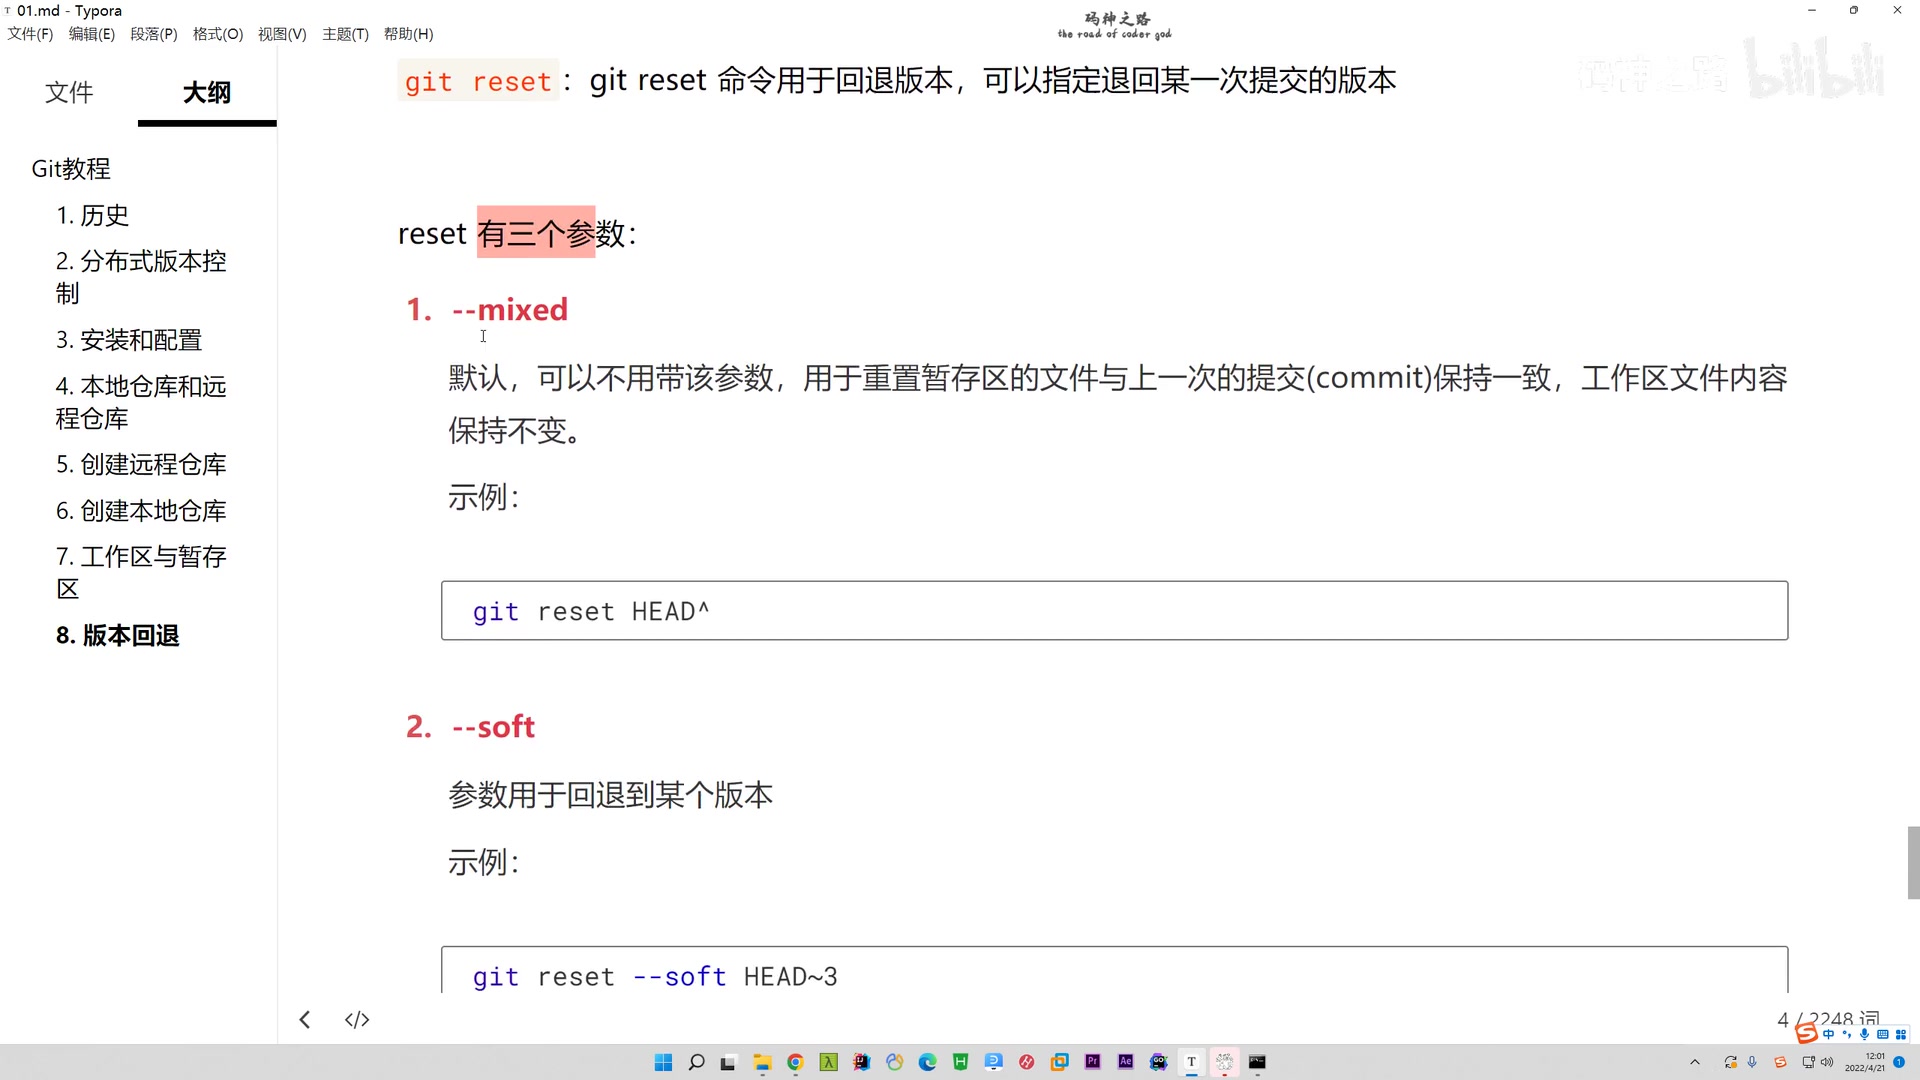 01.md - Typora
文件(F) 编辑(E) 段落(P) 格式(O) 视图(V) 主题(T) 帮助(H)
码神之路
the road of coder god
码神之路 bilibili
文件 大纲
Git教程
1. 历史
2. 分布式版本控
制
3. 安装和配置
4. 本地仓库和远
程仓库
5. 创建远程仓库
6. 创建本地仓库
7. 工作区与暂存
区
8. 版本回退
git reset：git reset 命令用于回退版本，可以指定退回某一次提交的版本
reset 有三个参数：
1. --mixed
默认，可以不用带该参数，用于重置暂存区的文件与上一次的提交(commit)保持一致，工作区文件内容
保持不变。
示例：
git reset HEAD^
2. --soft
参数用于回退到某个版本
示例：
git reset --soft HEAD~3
4 / 2248 词
中
12:01
2022/4/21
1